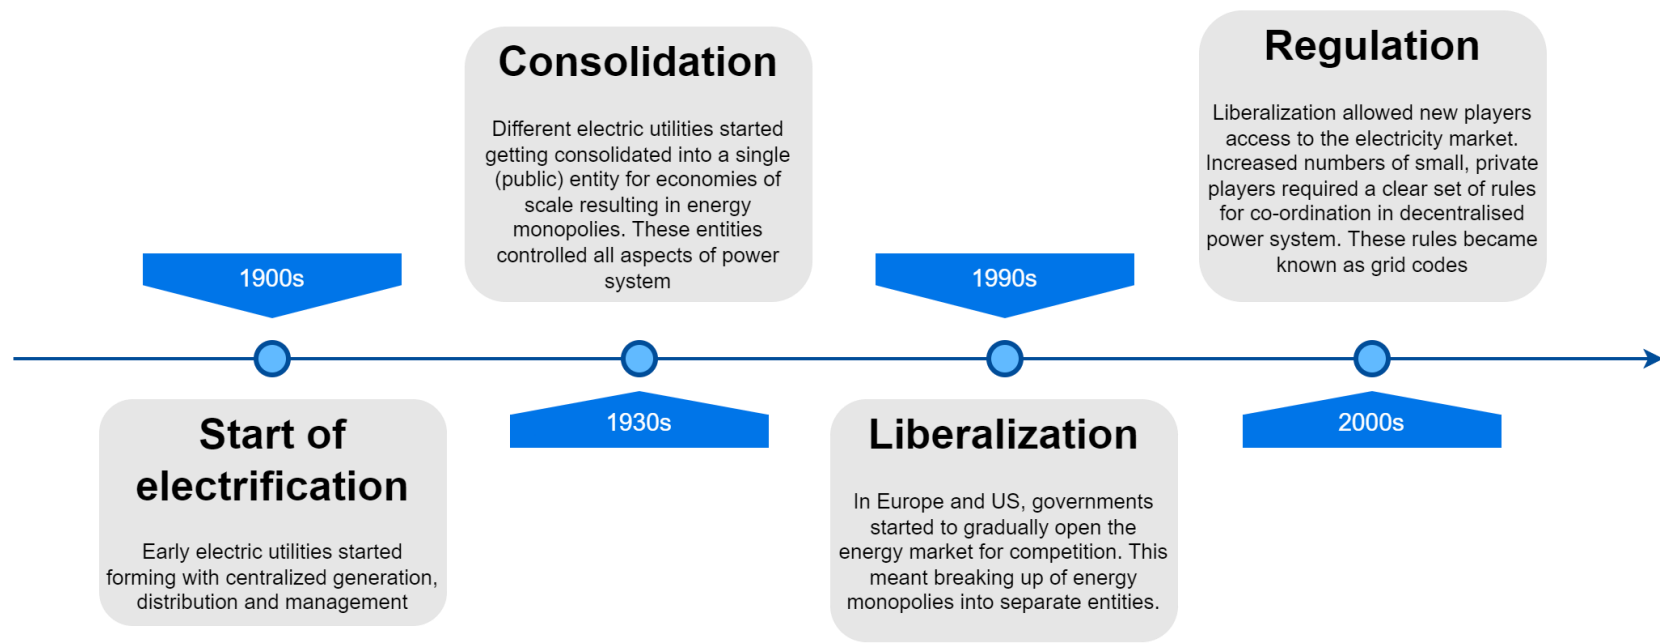 1900s
Start of
electrification
Early electric utilities started
forming with centralized generation,
distribution and management
Consolidation
Different electric utilities started
getting consolidated into a single
(public) entity for economies of
scale resulting in energy
monopolies. These entities
controlled all aspects of power
system
1930s
1990s
Liberalization
In Europe and US, governments
started to gradually open the
energy market for competition. This
meant breaking up of energy
monopolies into separate entities.
Regulation
Liberalization allowed new players
access to the electricity market.
Increased numbers of small, private
players required a clear set of rules
for co-ordination in decentralised
power system. These rules became
known as grid codes
2000s